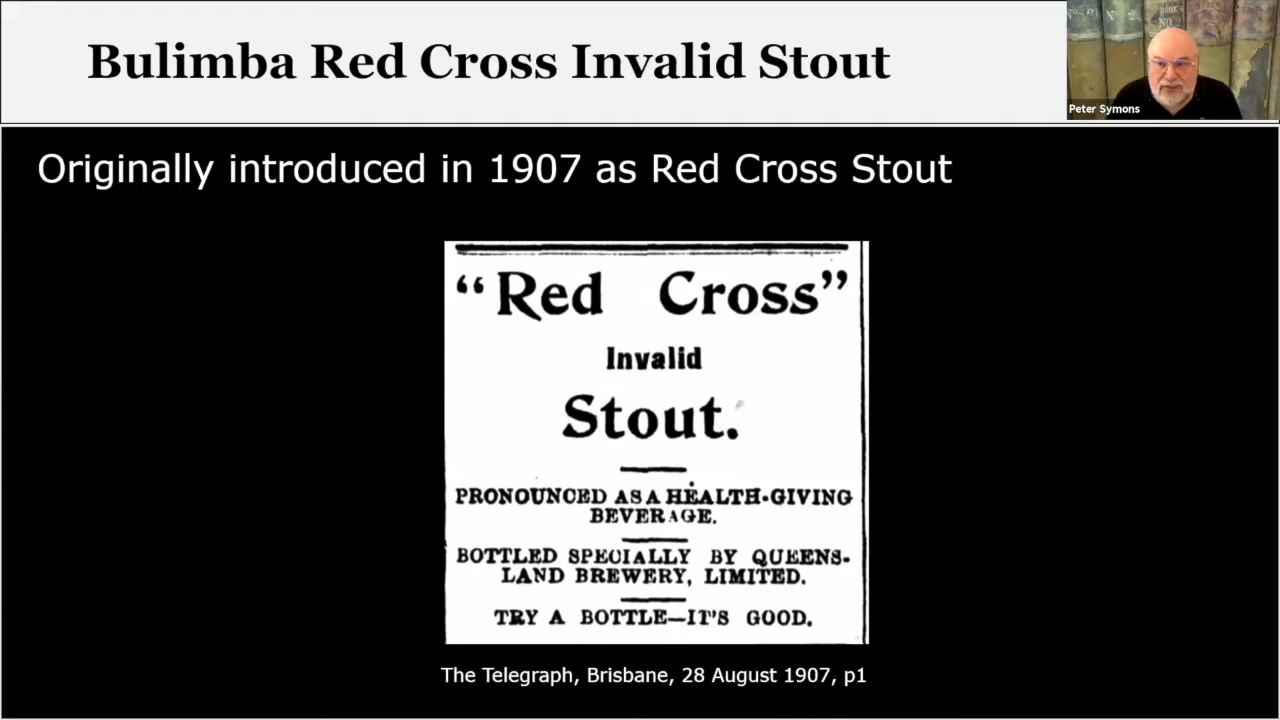 Bulimba Red Cross Invalid Stout
Peter Symons
Originally introduced in 1907 as Red Cross Stout
“Red Cross”
Invalid
Stout.
PRONOUNCED AS A HEALTH-GIVING
BEVERAGE.
BOTTLED SPECIALLY BY QUEENS-
LAND BREWERY, LIMITED.
TRY A BOTTLE—IT'S GOOD.
The Telegraph, Brisbane, 28 August 1907, p1